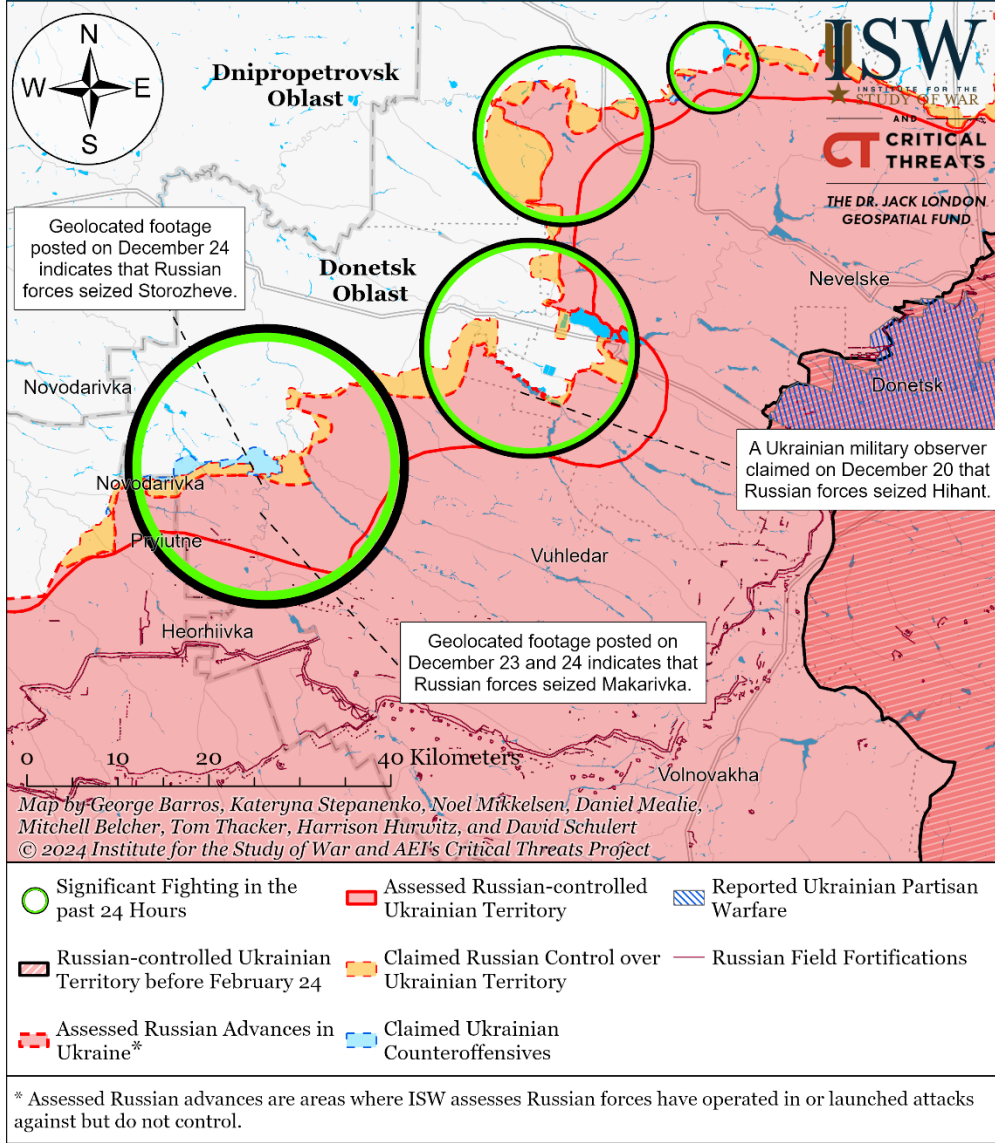 N
W
E
S
Dnipropetrovsk
Oblast
ISW
INSTITUTE FOR THE
STUDY OF WAR
AND
CT CRITICAL
THREATS
THE DR. JACK LONDON
GEOSPATIAL FUND
Geolocated footage
posted on December 24
indicates that Russian
forces seized Storozheve.
Donetsk
Oblast
Nevelske
Novodarivka
Donetsk
A Ukrainian military observer
claimed on December 20 that
Russian forces seized Hihant.
Novodarivka
Pryiutne
Vuhledar
Heorhiivka
Geolocated footage posted on
December 23 and 24 indicates that
Russian forces seized Makarivka.
0 10 20 40 Kilometers
Volnovakha
Map by George Barros, Kateryna Stepanenko, Noel Mikkelsen, Daniel Mealie,
Mitchell Belcher, Tom Thacker, Harrison Hurwitz, and David Schulert
© 2024 Institute for the Study of War and AEI's Critical Threats Project
Significant Fighting in the
past 24 Hours
Russian-controlled Ukrainian
Territory before February 24
Assessed Russian Advances in
Ukraine*
Assessed Russian-controlled
Ukrainian Territory
Claimed Russian Control over
Ukrainian Territory
Claimed Ukrainian
Counteroffensives
Reported Ukrainian Partisan
Warfare
Russian Field Fortifications
* Assessed Russian advances are areas where ISW assesses Russian forces have operated in or launched attacks
against but do not control.